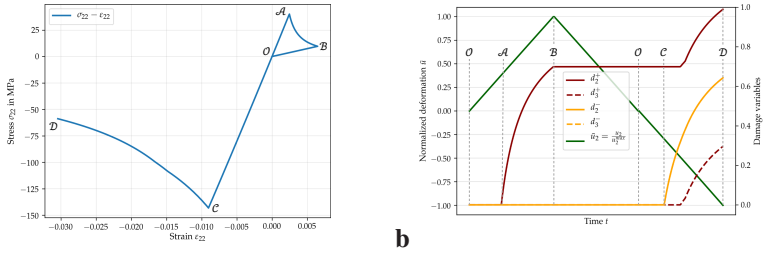 σ₂₂ − ε₂₂
Stress σ₂₂ in MPa
25
0
−25
−50
−75
−100
−125
−150
𝒜
ℬ
𝒪
𝒟
𝒞
−0.030
−0.025
−0.020
−0.015
−0.010
−0.005
0.000
0.005
Strain ε₂₂
b
Normalized deformation ū
1.00
0.75
0.50
0.25
0.00
−0.25
−0.50
−0.75
−1.00
𝒪
𝒜
ℬ
𝒪
𝒞
𝒟
d₂⁺
d₃⁺
d₂⁻
d₃⁻
ū₂ = u₂/u₂ᵐᵃˣ
1.0
0.8
0.6
0.4
0.2
0.0
Damage variables
Time t